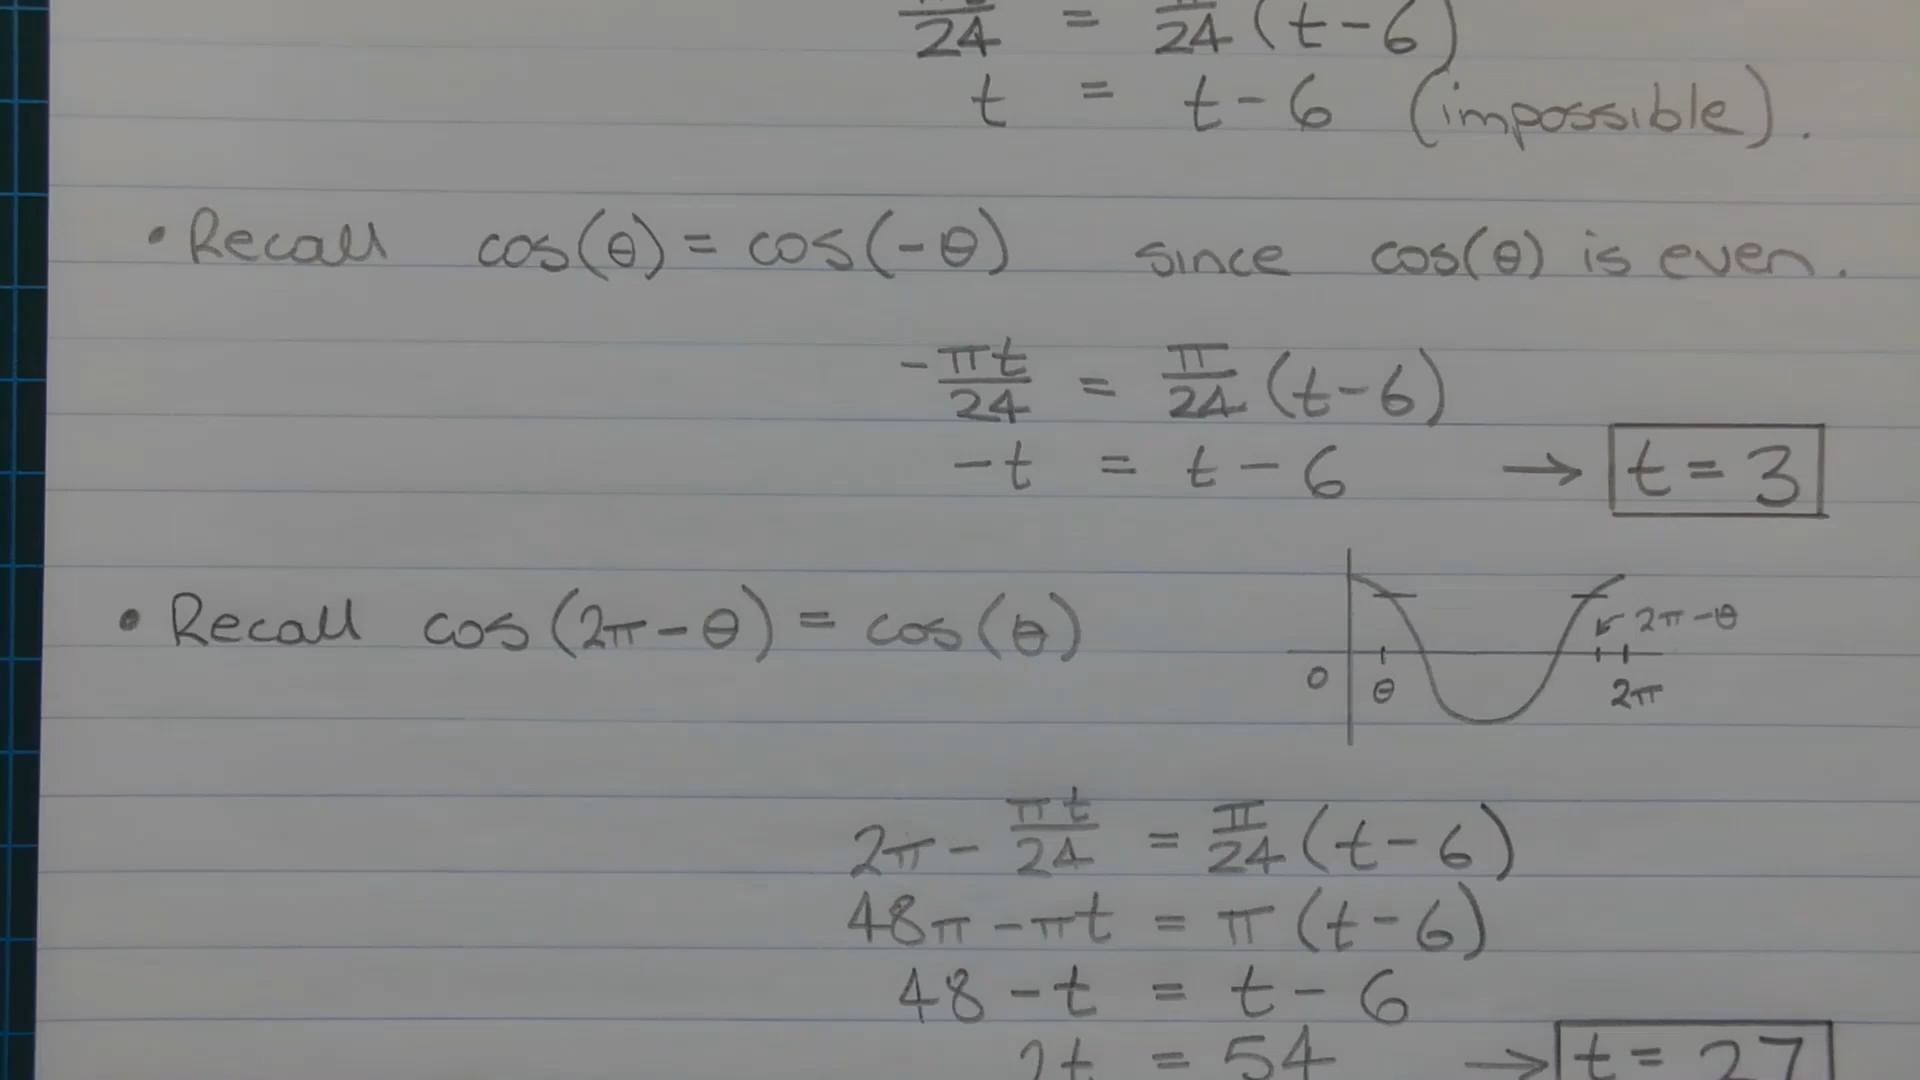 24 = 24 (t-6)
t = t-6 (impossible).
• Recall cos(θ) = cos(-θ) since cos(θ) is even.
-πt/24 = π/24 (t-6)
-t = t-6 → t = 3
• Recall cos(2π-θ) = cos(θ)
2π-θ
0 θ 2π
2π - πt/24 = π/24 (t-6)
48π - πt = π (t-6)
48 - t = t - 6
2t = 54 → t = 27